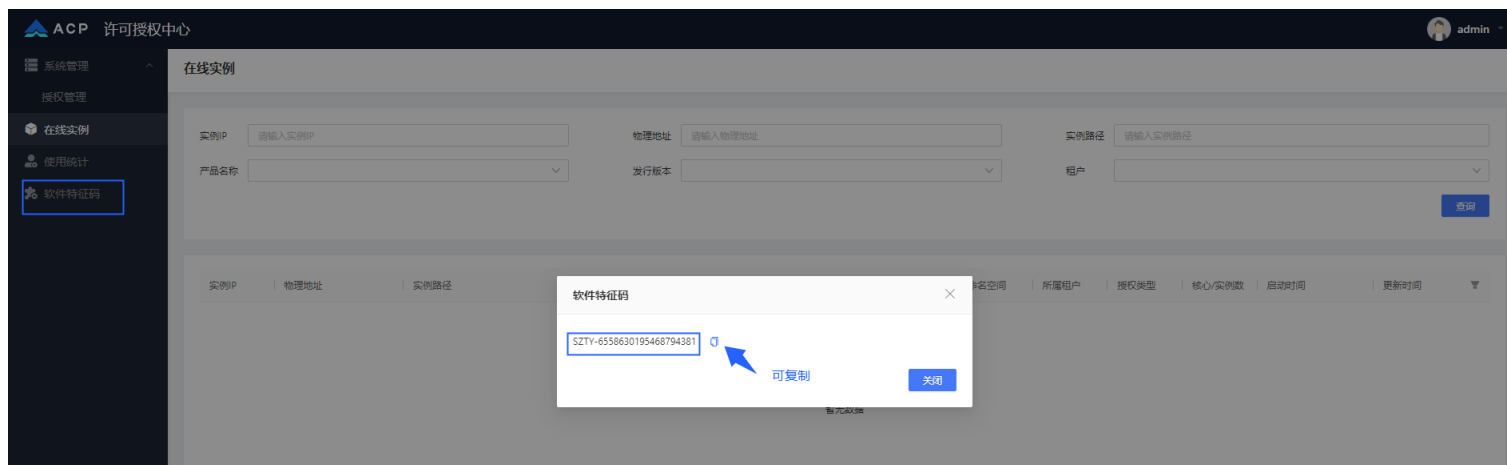 ACP 许可授权中心
admin
系统管理
授权管理
在线实例
使用统计
软件特征码
在线实例
实例IP 请输入实例IP 物理地址 请输入物理地址 实例路径 请输入实例路径
产品名称 发行版本 租户
查询
实例IP 物理地址 实例路径 命名空间 所属租户 授权类型 核心/实例数 启动时间 更新时间
软件特征码
SZTY-6558630195468794381
可复制
关闭
暂无数据